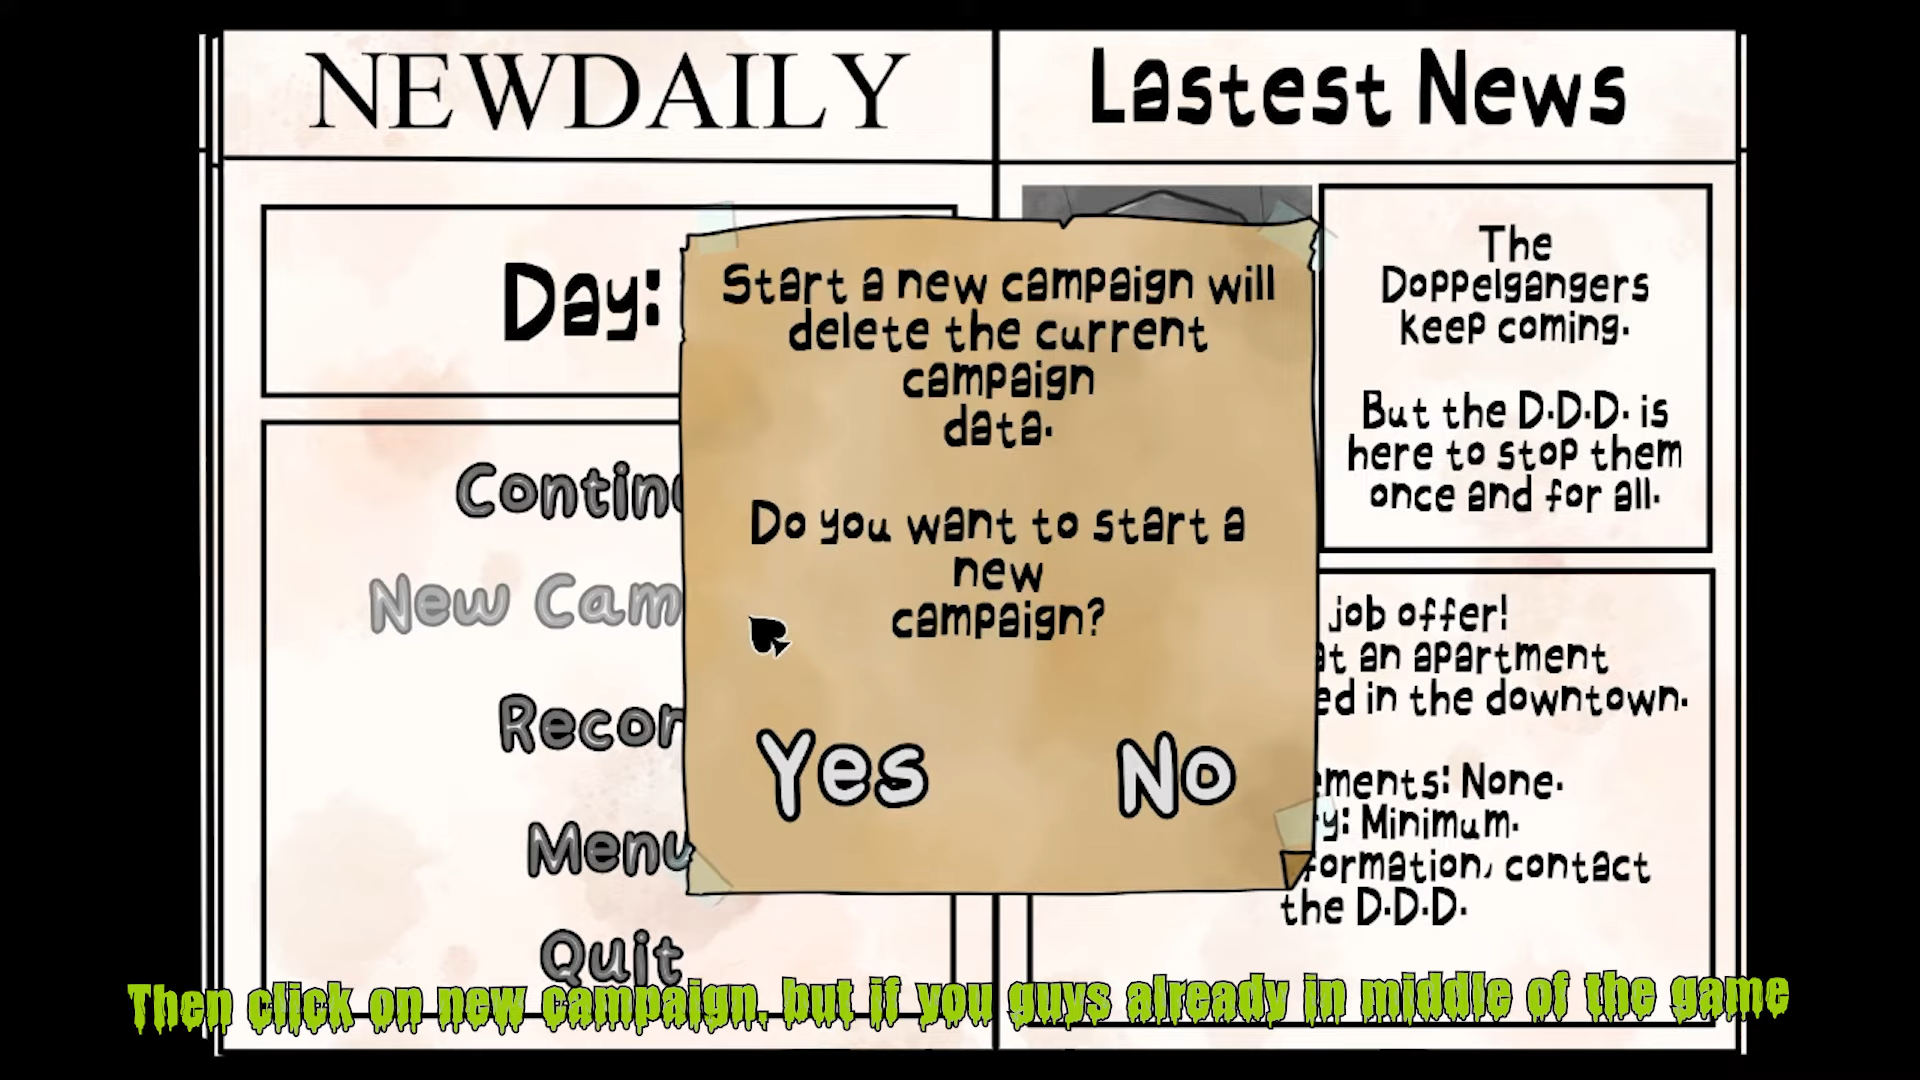 NEWDAILY
Lastest News
Day:
Continu
New Cam
Recor
Menu
Quit
Start a new campaign will
delete the current
campaign
data.
Do you want to start a
new
campaign?
Yes
No
The
Doppelgangers
keep coming.
But the D.D.D. is
here to stop them
once and for all.
job offer!
at an apartment
ed in the downtown.
ements: None.
y: Minimum.
formation, contact
the D.D.D.
Then click on new campaign, but if you guys already in middle of the game